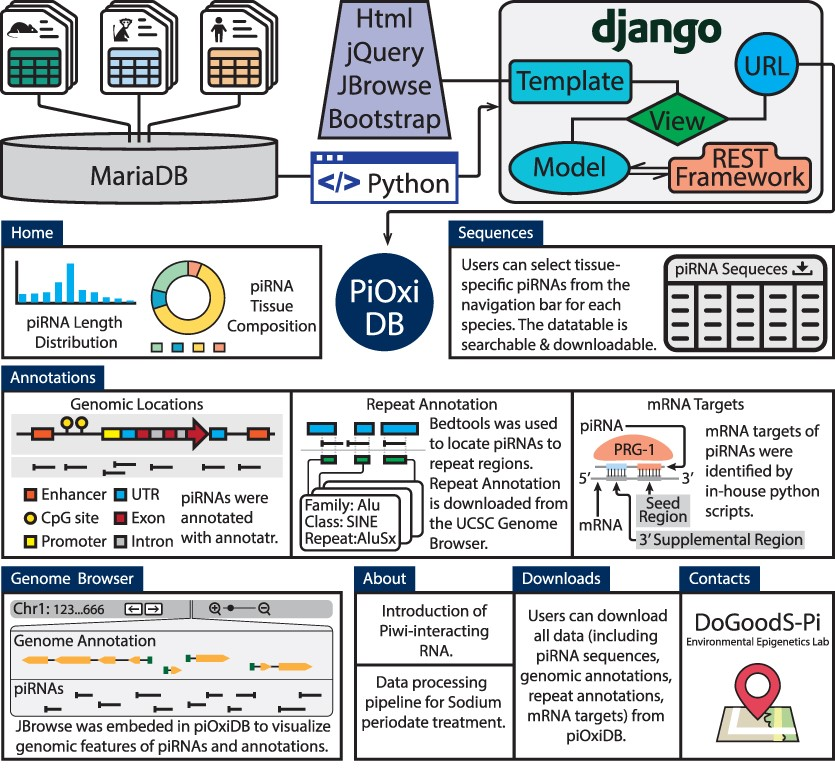 Html
jQuery
JBrowse
Bootstrap
django
Template
URL
View
Model
REST
Framework
MariaDB
</> Python
PiOxi
DB
Home
piRNA Length
Distribution
piRNA
Tissue
Composition
Sequences
Users can select tissue-
specific piRNAs from the
navigation bar for each
species. The datatable is
searchable & downloadable.
piRNA Sequeces
Annotations
Genomic Locations
Enhancer
UTR
CpG site
Exon
Promoter
Intron
piRNAs were
annotated
with annotatr.
Repeat Annotation
Bedtools was used
to locate piRNAs to
repeat regions.
Repeat Annotation
is downloaded from
the UCSC Genome
Browser.
Family: Alu
Class: SINE
Repeat:AluSx
mRNA Targets
piRNA
PRG-1
5’
3’
mRNA
Seed
Region
3’ Supplemental Region
mRNA targets of
piRNAs were
identified by
in-house python
scripts.
Genome Browser
Chr1: 123...666
Genome Annotation
piRNAs
JBrowse was embeded in piOxiDB to visualize
genomic features of piRNAs and annotations.
About
Introduction of
Piwi-interacting
RNA.
Data processing
pipeline for Sodium
periodate treatment.
Downloads
Users can download
all data (including
piRNA sequences,
genomic annotations,
repeat annotations,
mRNA targets) from
piOxiDB.
Contacts
DoGoodS-Pi
Environmental Epigenetics Lab